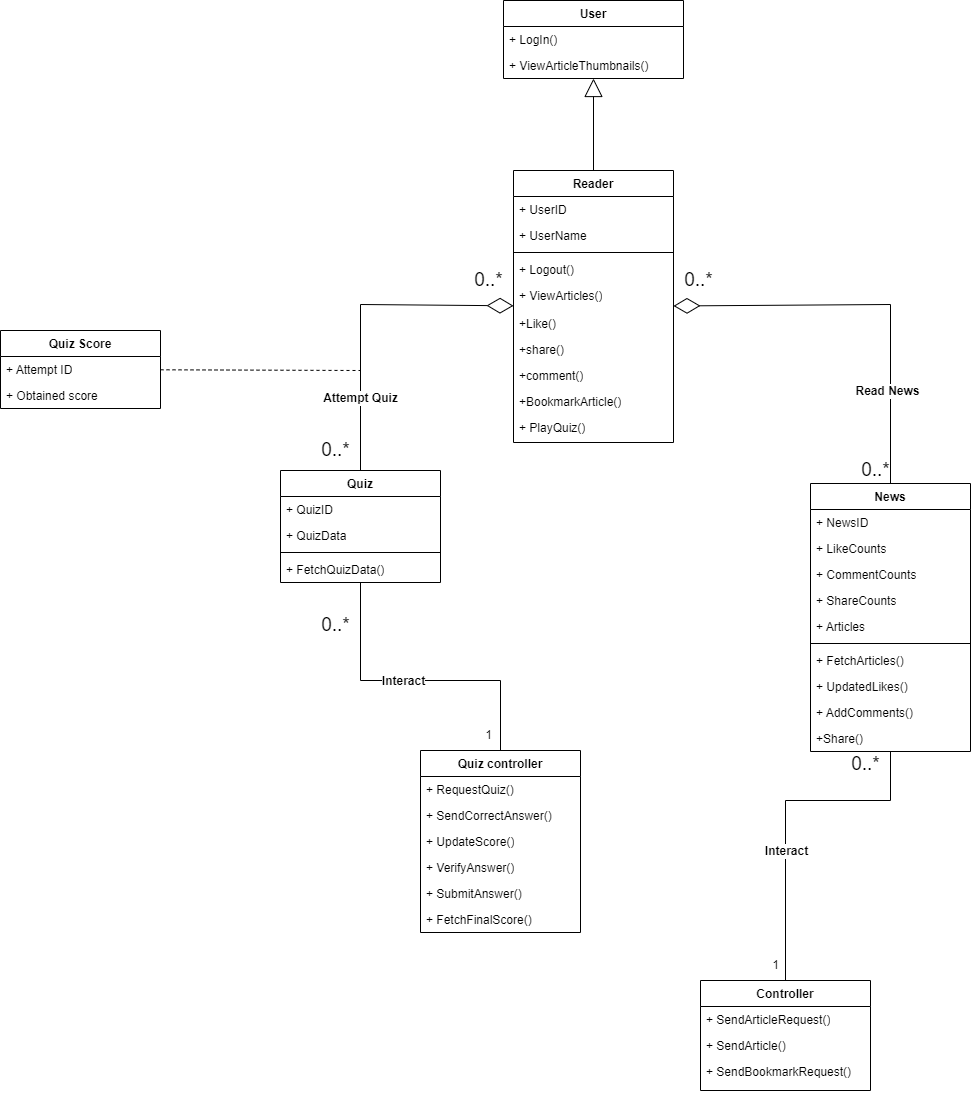 User
+ LogIn()
+ ViewArticleThumbnails()
Reader
+ UserID
+ UserName
+ Logout()
+ ViewArticles()
+Like()
+share()
+comment()
+BookmarkArticle()
+ PlayQuiz()
0..*
0..*
Quiz Score
+ Attempt ID
+ Obtained score
Attempt Quiz
0..*
Read News
0..*
Quiz
+ QuizID
+ QuizData
+ FetchQuizData()
0..*
Interact
1
Quiz controller
+ RequestQuiz()
+ SendCorrectAnswer()
+ UpdateScore()
+ VerifyAnswer()
+ SubmitAnswer()
+ FetchFinalScore()
News
+ NewsID
+ LikeCounts
+ CommentCounts
+ ShareCounts
+ Articles
+ FetchArticles()
+ UpdatedLikes()
+ AddComments()
+Share()
0..*
Interact
1
Controller
+ SendArticleRequest()
+ SendArticle()
+ SendBookmarkRequest()